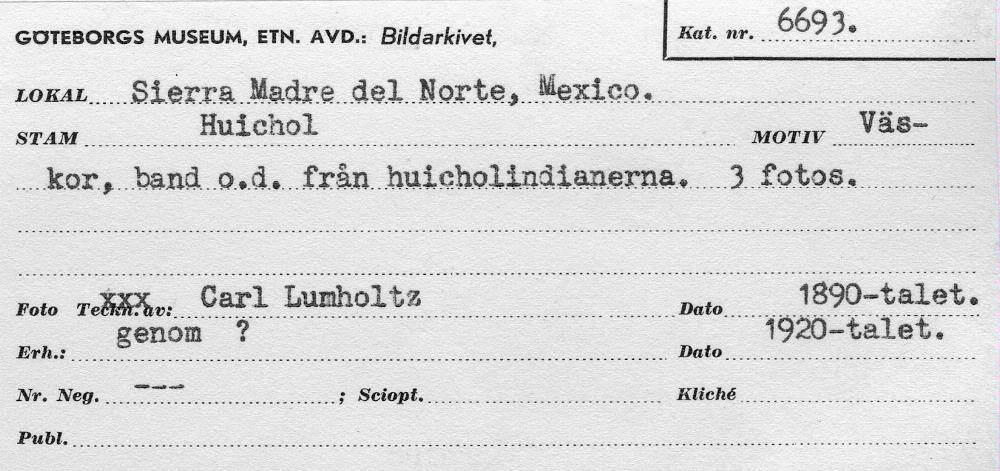 GÖTEBORGS MUSEUM, ETN. AVD.: Bildarkivet,
Kat. nr. 6693.
LOKAL Sierra Madre del Norte, Mexico.
STAM Huichol MOTIV Väs-
kor, band o.d. från huicholindianerna. 3 fotos.
Foto Teckn. av: xxx Carl Lumholtz Dato 1890-talet.
Erh.: genom ? Dato 1920-talet.
Nr. Neg. --- ; Sciopt. Kliché
Publ.